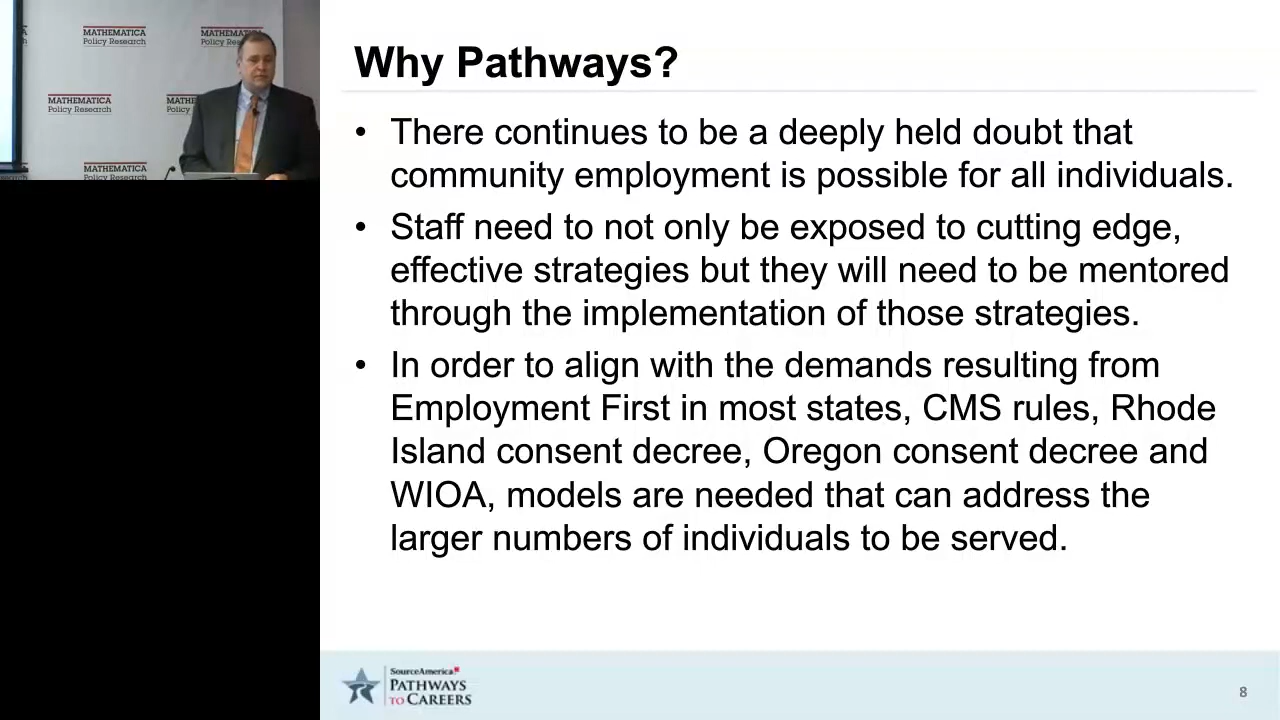 MATHEMATICA
Policy Research
MATHEMATICA
Policy Research
MATHEMATICA
Policy Research
MATHE
Policy
MATHEMATICA
Policy Research
Why Pathways?
• There continues to be a deeply held doubt that
community employment is possible for all individuals.
• Staff need to not only be exposed to cutting edge,
effective strategies but they will need to be mentored
through the implementation of those strategies.
• In order to align with the demands resulting from
Employment First in most states, CMS rules, Rhode
Island consent decree, Oregon consent decree and
WIOA, models are needed that can address the
larger numbers of individuals to be served.
SourceAmerica
PATHWAYS
TO CAREERS
8